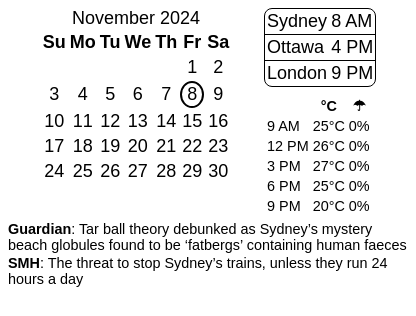 November 2024
Su Mo Tu We Th Fr Sa
1 2
3 4 5 6 7 8 9
10 11 12 13 14 15 16
17 18 19 20 21 22 23
24 25 26 27 28 29 30
Sydney 8 AM
Ottawa 4 PM
London 9 PM
°C ☂
9 AM 25°C 0%
12 PM 26°C 0%
3 PM 27°C 0%
6 PM 25°C 0%
9 PM 20°C 0%
Guardian: Tar ball theory debunked as Sydney’s mystery
beach globules found to be ‘fatbergs’ containing human faeces
SMH: The threat to stop Sydney’s trains, unless they run 24
hours a day